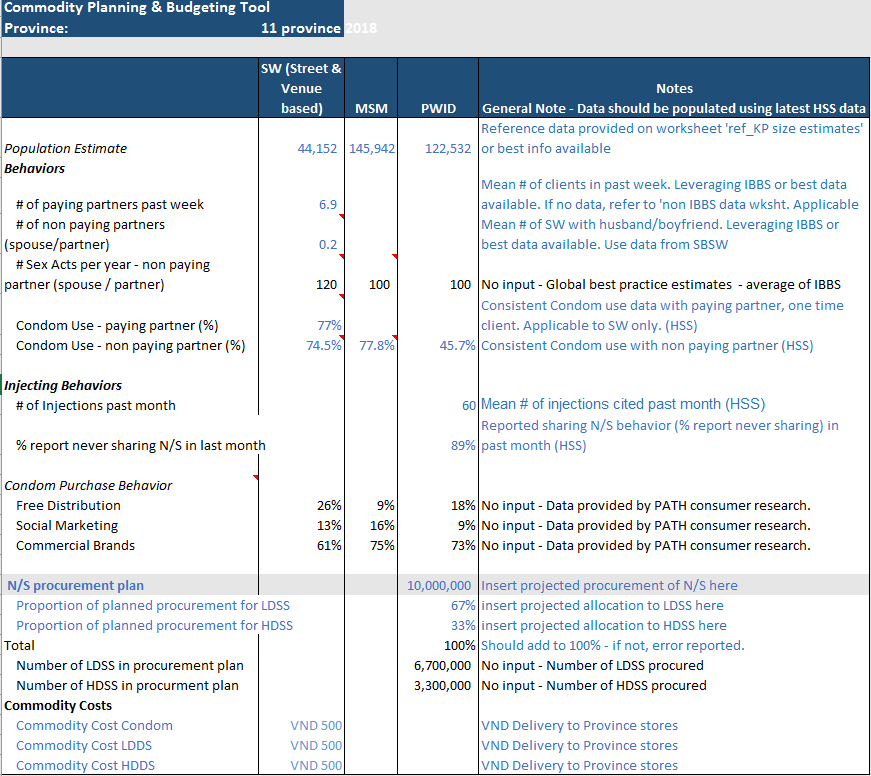 Commodity Planning & Budgeting Tool
Province: 11 province 2018
SW (Street &
Venue
based) MSM PWID
Notes
General Note - Data should be populated using latest HSS data
Reference data provided on worksheet 'ref_KP size estimates'
Population Estimate 44,152 145,942 122,532 or best info available
Behaviors
Mean # of clients in past week. Leveraging IBBS or best data
# of paying partners past week 6.9 available. If no data, refer to 'non IBBS data wksht. Applicable
# of non paying partners Mean # of SW with husband/boyfriend. Leveraging IBBS or
(spouse/partner) 0.2 best data available. Use data from SBSW
# Sex Acts per year - non paying
partner (spouse / partner) 120 100 100 No input - Global best practice estimates - average of IBBS
Consistent Condom use data with paying partner, one time
Condom Use - paying partner (%) 77% client. Applicable to SW only. (HSS)
Condom Use - non paying partner (%) 74.5% 77.8% 45.7% Consistent Condom use with non paying partner (HSS)
Injecting Behaviors
# of Injections past month 60 Mean # of injections cited past month (HSS)
Reported sharing N/S behavior (% report never sharing) in
% report never sharing N/S in last month 89% past month (HSS)
Condom Purchase Behavior
Free Distribution 26% 9% 18% No input - Data provided by PATH consumer research.
Social Marketing 13% 16% 9% No input - Data provided by PATH consumer research.
Commercial Brands 61% 75% 73% No input - Data provided by PATH consumer research.
N/S procurement plan 10,000,000 Insert projected procurement of N/S here
Proportion of planned procurement for LDSS 67% insert projected allocation to LDSS here
Proportion of planned procurement for HDSS 33% insert projected allocation to HDSS here
Total 100% Should add to 100% - if not, error reported.
Number of LDSS in procurement plan 6,700,000 No input - Number of LDSS procured
Number of HDSS in procurment plan 3,300,000 No input - Number of HDSS procured
Commodity Costs
Commodity Cost Condom VND 500 VND Delivery to Province stores
Commodity Cost LDDS VND 500 VND Delivery to Province stores
Commodity Cost HDDS VND 500 VND Delivery to Province stores